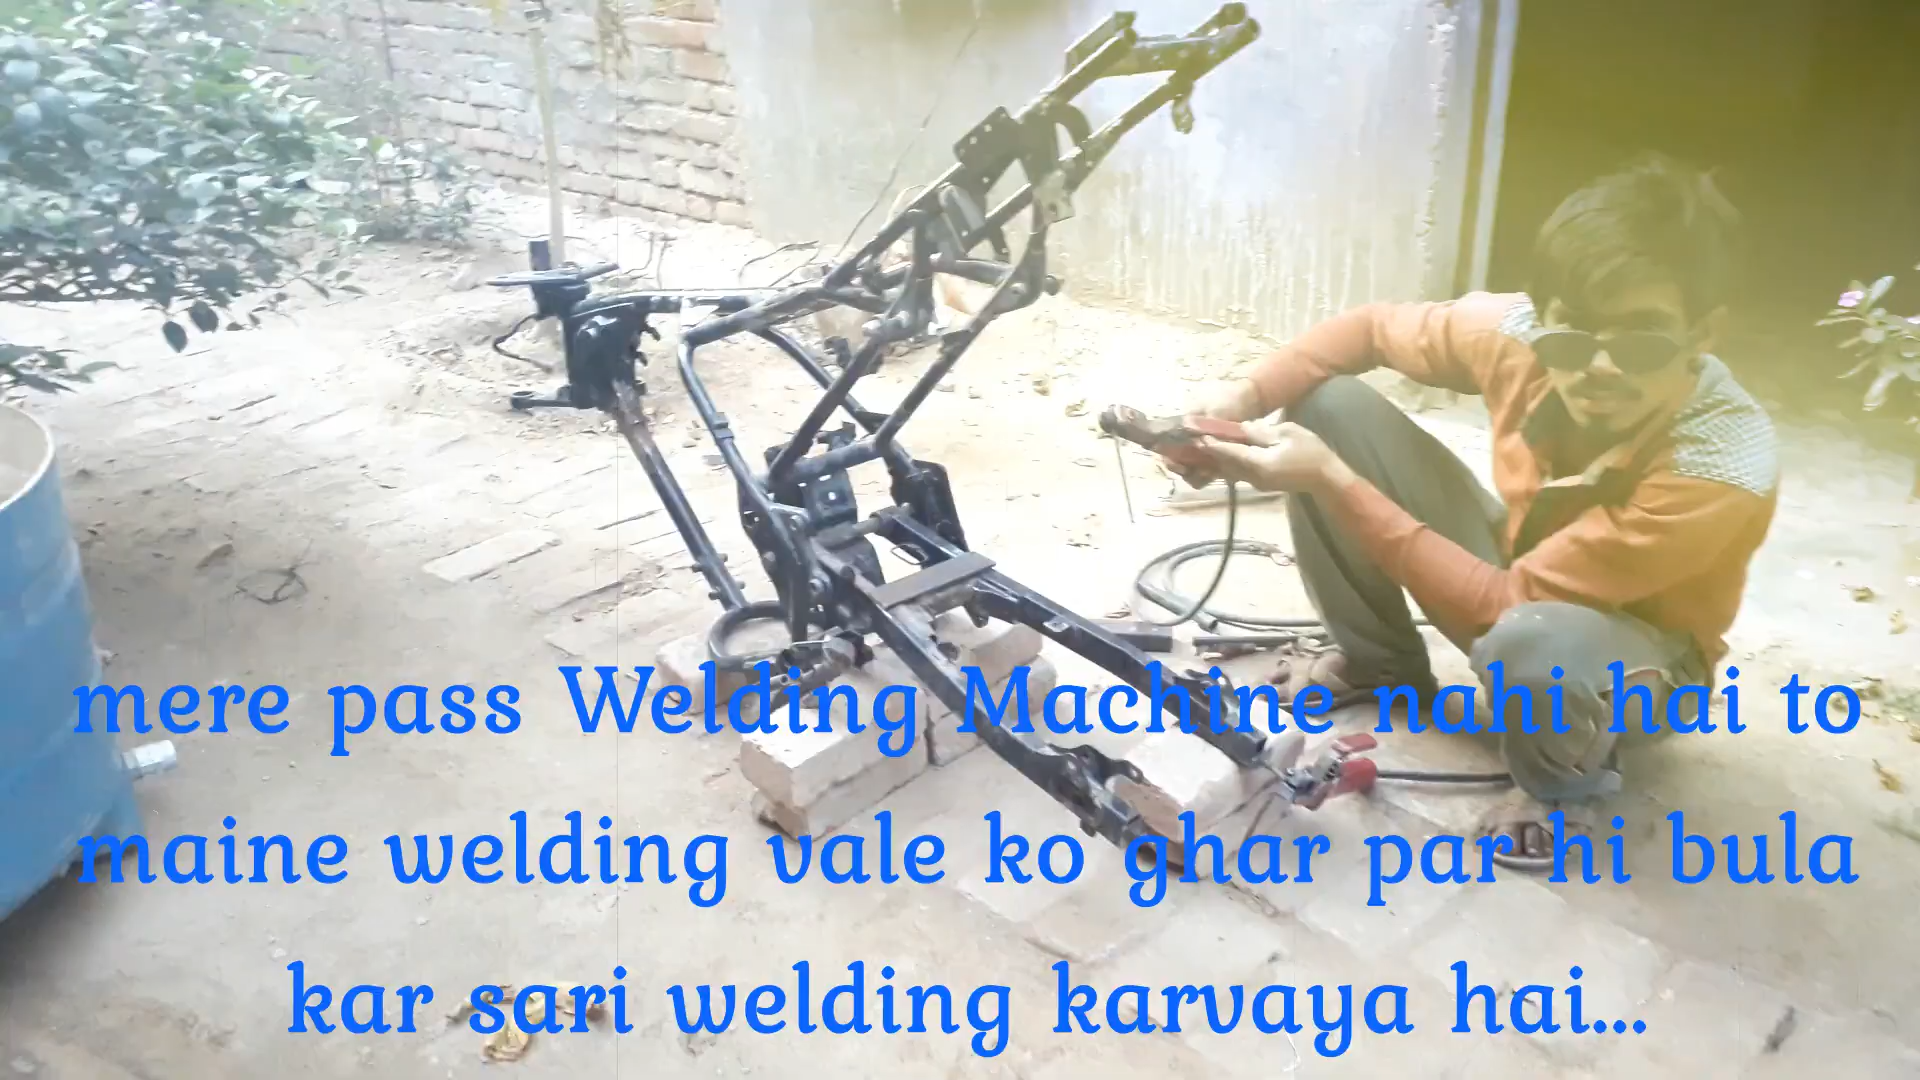 mere pass Welding Machine nahi hai to
maine welding vale ko ghar par hi bula
kar sari welding karvaya hai...